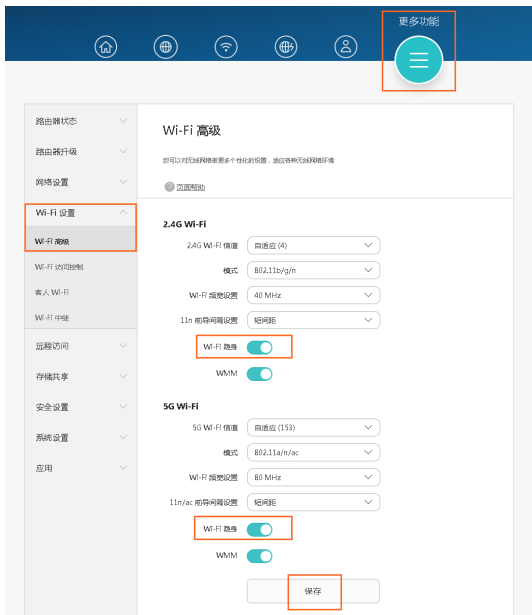 更多功能
路由器状态
路由器升级
网络设置
Wi-Fi 设置
Wi-Fi 高级
Wi-Fi 访问控制
客人 Wi-Fi
Wi-Fi 中继
远程访问
存储共享
安全设置
系统设置
应用
Wi-Fi 高级
您可以对无线网络做更多个性化的设置，适应各种无线网络环境
? 页面帮助
2.4G Wi-Fi
2.4G Wi-Fi 信道 自适应 (4)
模式 802.11b/g/n
Wi-Fi 频宽设置 40 MHz
11n 前导间隔设置 短间距
Wi-Fi 隐身
WMM
5G Wi-Fi
5G Wi-Fi 信道 自适应 (153)
模式 802.11a/n/ac
Wi-Fi 频宽设置 80 MHz
11n/ac 前导间隔设置 短间距
Wi-Fi 隐身
WMM
保存